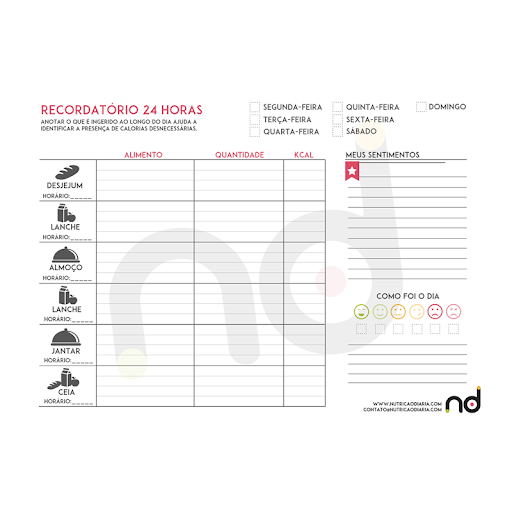 RECORDATÓRIO 24 HORAS
ANOTAR O QUE É INGERIDO AO LONGO DO DIA AJUDA A
IDENTIFICAR A PRESENÇA DE CALORIAS DESNECESSÁRIAS.
SEGUNDA-FEIRA
TERÇA-FEIRA
QUARTA-FEIRA
QUINTA-FEIRA
SEXTA-FEIRA
SÁBADO
DOMINGO
ALIMENTO QUANTIDADE KCAL
DESJEJUM
HORÁRIO:______
LANCHE
HORÁRIO:______
ALMOÇO
HORÁRIO:______
LANCHE
HORÁRIO:______
JANTAR
HORÁRIO:______
CEIA
HORÁRIO:______
MEUS SENTIMENTOS
COMO FOI O DIA
WWW.NUTRICAODIARIA.COM
CONTATO@NUTRICAODIARIA.COM
nd